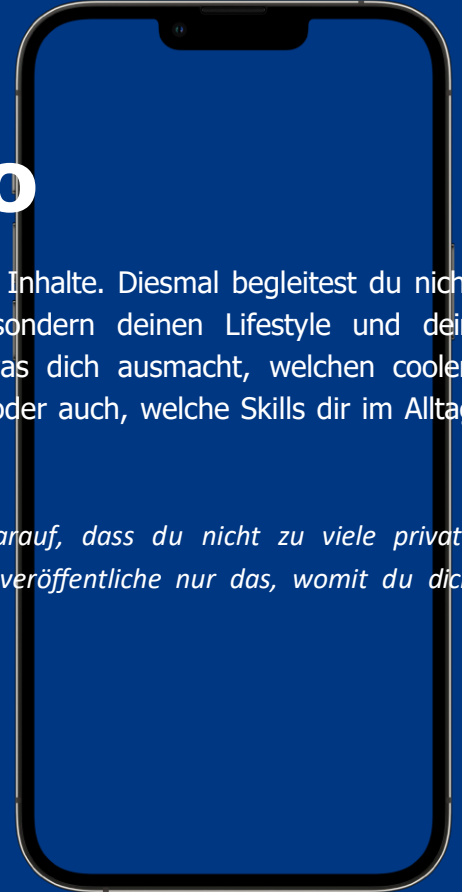 o
Inhalte. Diesmal begleitest du nich
sondern deinen Lifestyle und dei
as dich ausmacht, welchen coole
oder auch, welche Skills dir im Allta
arauf, dass du nicht zu viele privat
veröffentliche nur das, womit du dic